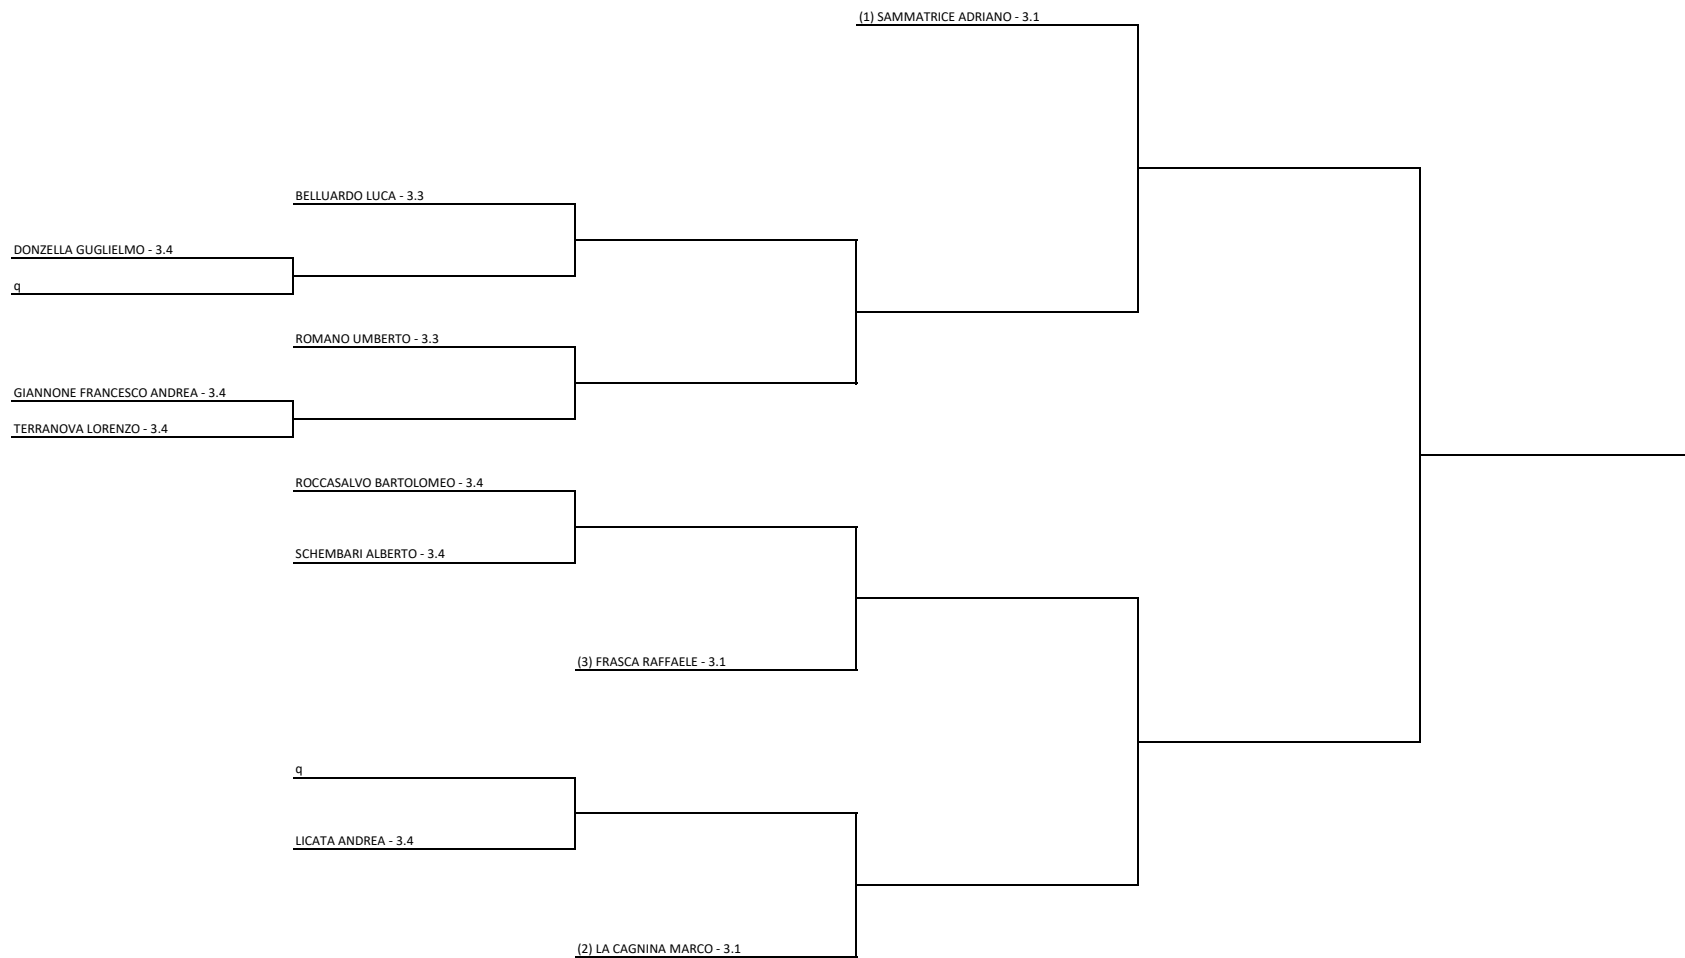 (1) SAMMATRICE ADRIANO - 3.1
BELLUARDO LUCA - 3.3
DONZELLA GUGLIELMO - 3.4
q
ROMANO UMBERTO - 3.3
GIANNONE FRANCESCO ANDREA - 3.4
TERRANOVA LORENZO - 3.4
ROCCASALVO BARTOLOMEO - 3.4
SCHEMBARI ALBERTO - 3.4
(3) FRASCA RAFFAELE - 3.1
q
LICATA ANDREA - 3.4
(2) LA CAGNINA MARCO - 3.1